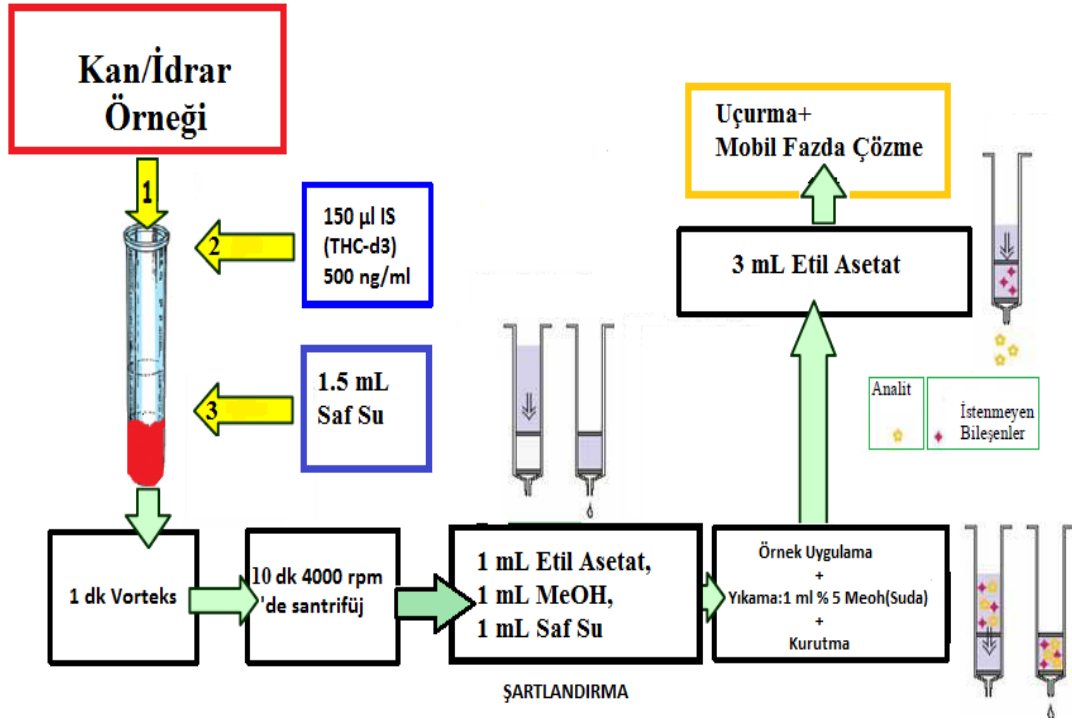 Kan/İdrar
Örneği
1
2
150 µl IS
(THC-d3)
500 ng/ml
3
1.5 mL
Saf Su
1 dk Vorteks
10 dk 4000 rpm
'de santrifüj
1 mL Etil Asetat,
1 mL MeOH,
1 mL Saf Su
ŞARTLANDIRMA
Örnek Uygulama
+
Yıkama:1 ml % 5 Meoh(Suda)
+
Kurutma
3 mL Etil Asetat
Uçurma+
Mobil Fazda Çözme
Analit
İstenmeyen
Bileşenler